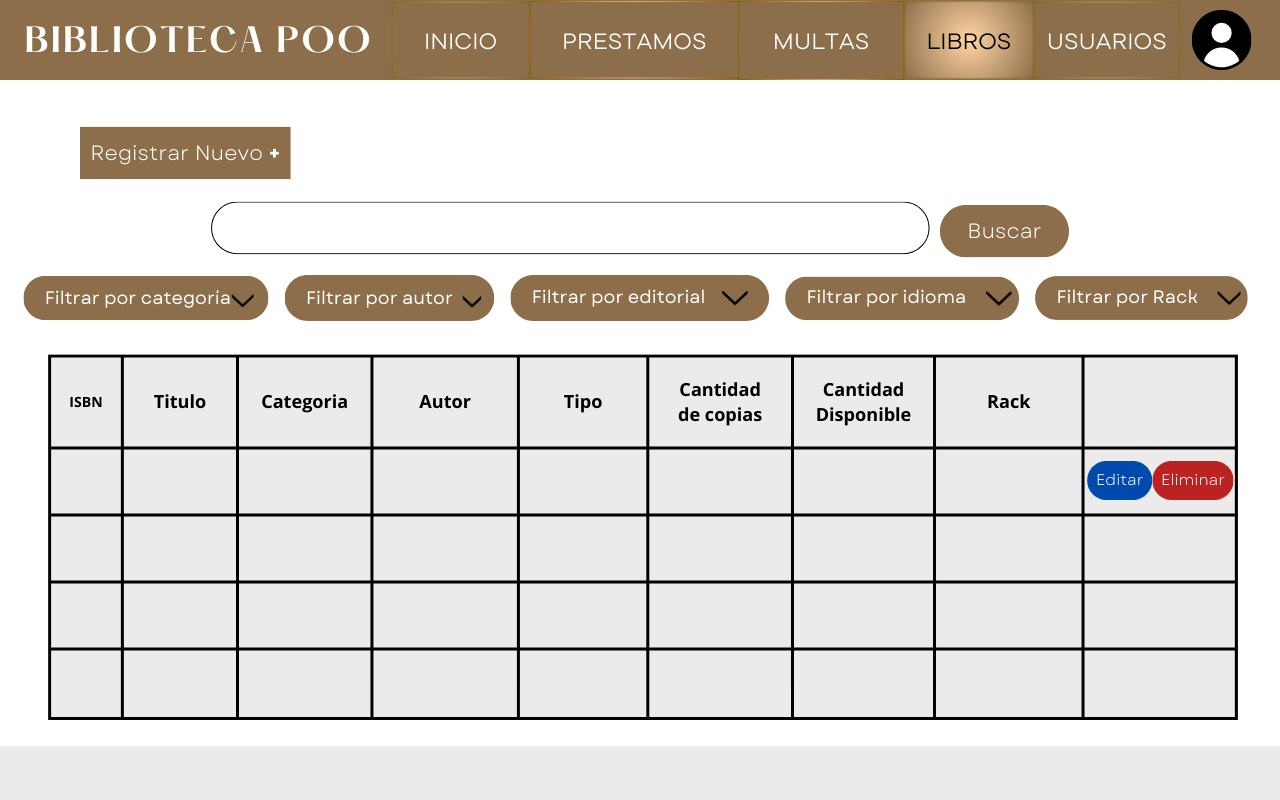 BIBLIOTECA POO
INICIO
PRESTAMOS
MULTAS
LIBROS
USUARIOS
Registrar Nuevo +
Buscar
Filtrar por categoría
Filtrar por autor
Filtrar por editorial
Filtrar por idioma
Filtrar por Rack
ISBN
Titulo
Categoria
Autor
Tipo
Cantidad
de copias
Cantidad
Disponible
Rack
Editar
Eliminar